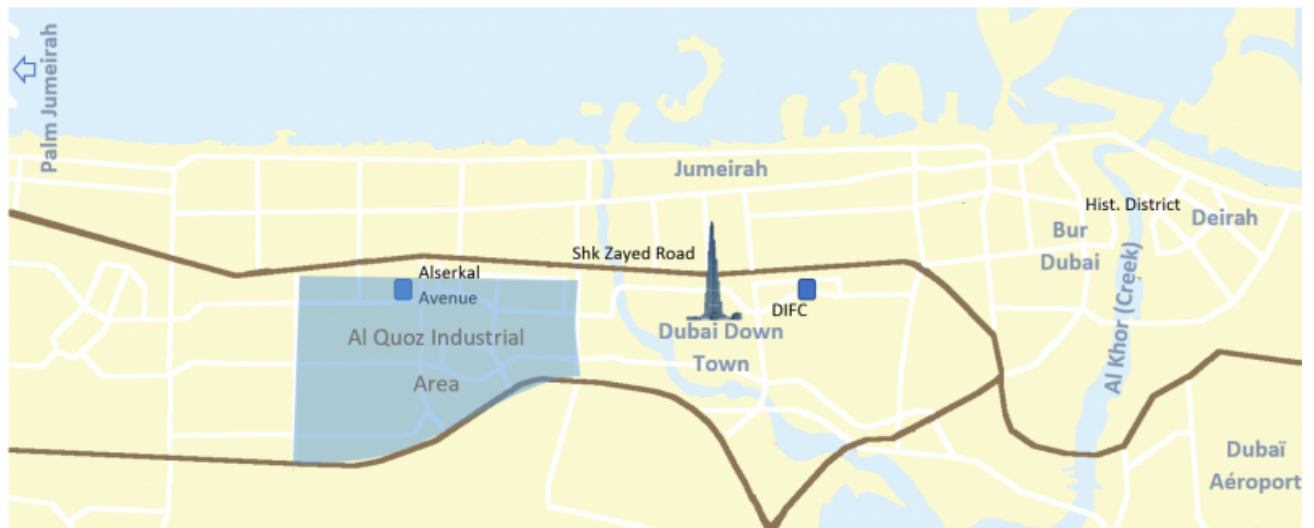 Palm Jumeirah
Jumeirah
Hist. District
Deirah
Bur
Dubai
Shk Zayed Road
Alserkal
Avenue
DIFC
Al Quoz Industrial
Area
Dubai Down
Town
Al Khor (Creek)
Dubaï
Aéroport